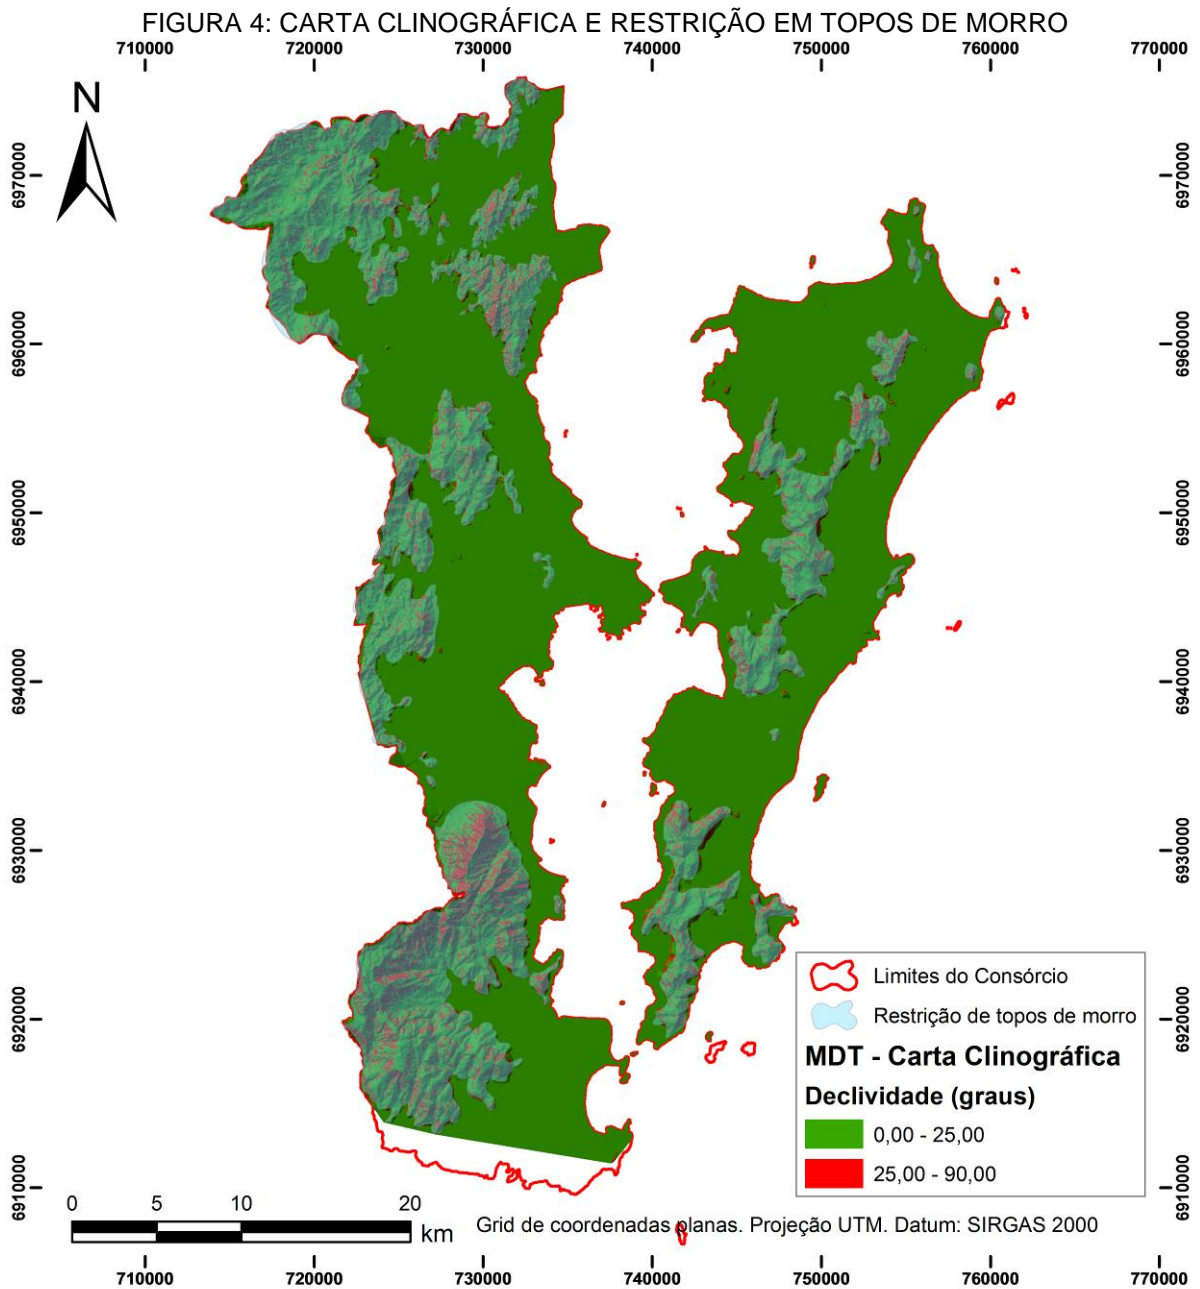 FIGURA 4: CARTA CLINOGRÁFICA E RESTRIÇÃO EM TOPOS DE MORRO
710000 720000 730000 740000 750000 760000 770000
N
6970000 6970000
6960000 6960000
6950000 6950000
6940000 6940000
6930000 6930000
6920000 6920000
6910000 6910000
Limites do Consórcio
Restrição de topos de morro
MDT - Carta Clinográfica
Declividade (graus)
0,00 - 25,00
25,00 - 90,00
0 5 10 20
km
Grid de coordenadas planas. Projeção UTM. Datum: SIRGAS 2000
710000 720000 730000 740000 750000 760000 770000